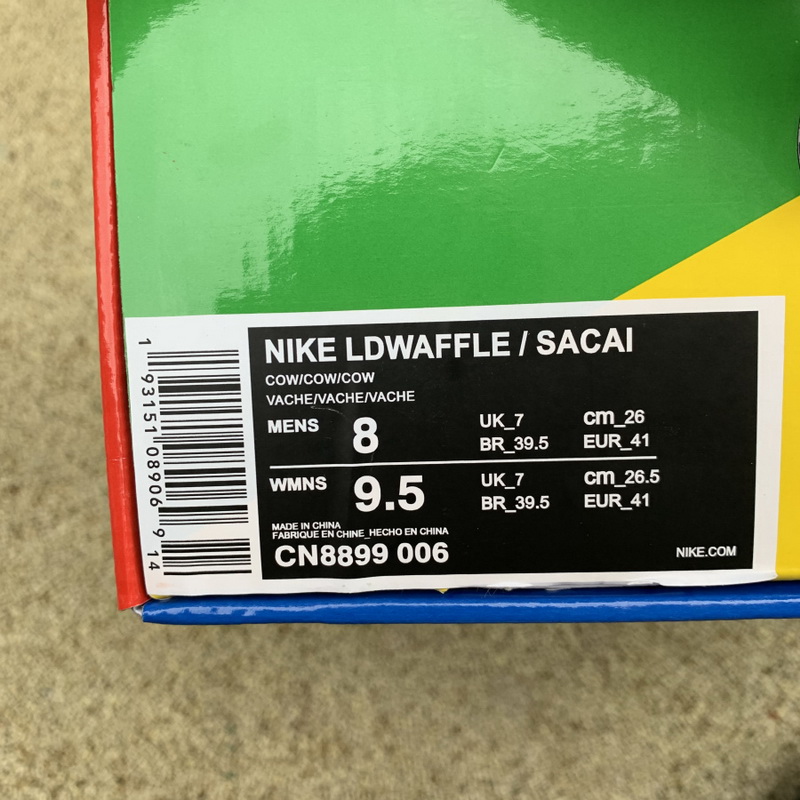 NIKE LDWAFFLE / SACAI
COW/COW/COW
VACHE/VACHE/VACHE
MENS 8 UK_7 cm_26
BR_39.5 EUR_41
WMNS 9.5 UK_7 cm_26.5
BR_39.5 EUR_41
MADE IN CHINA
FABRIQUE EN CHINE_HECHO EN CHINA
CN8899 006
NIKE.COM
1 93151 08906 9 14